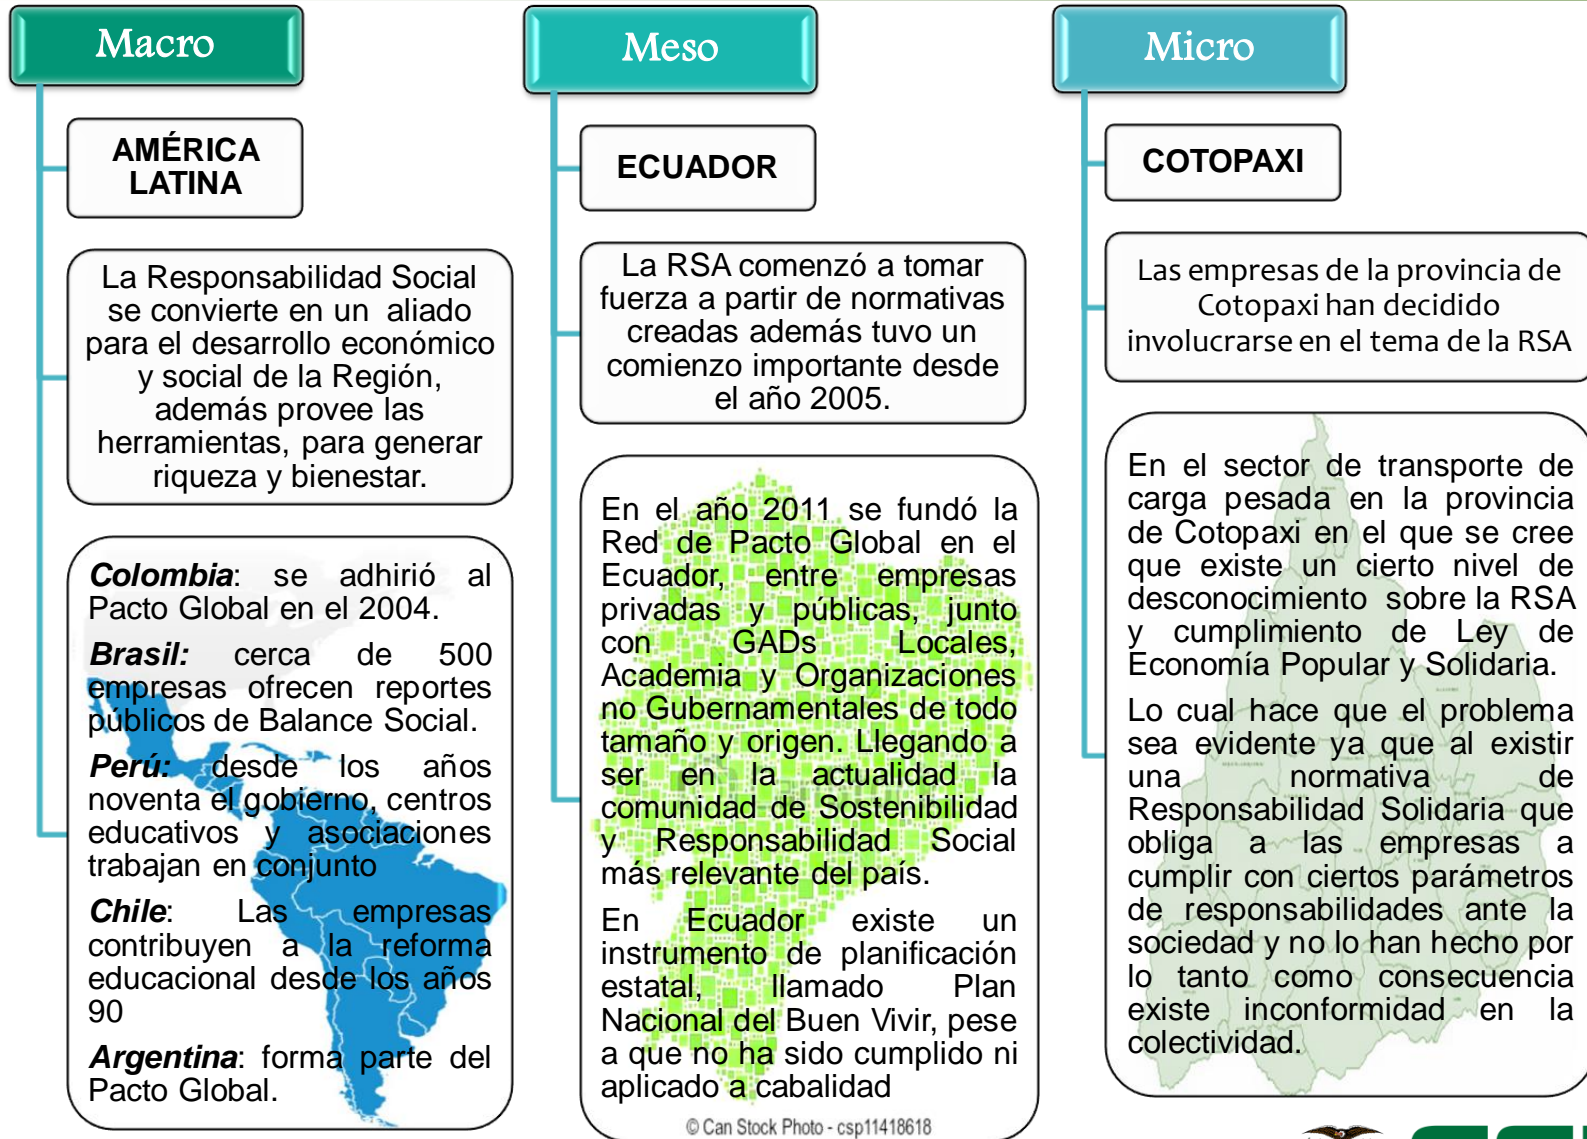 Macro
AMÉRICA
LATINA
La Responsabilidad Social
se convierte en un aliado
para el desarrollo económico
y social de la Región,
además provee las
herramientas, para generar
riqueza y bienestar.
Colombia: se adhirió al
Pacto Global en el 2004.
Brasil: cerca de 500
empresas ofrecen reportes
públicos de Balance Social.
Perú: desde los años
noventa el gobierno, centros
educativos y asociaciones
trabajan en conjunto
Chile: Las empresas
contribuyen a la reforma
educacional desde los años
90
Argentina: forma parte del
Pacto Global.
Meso
ECUADOR
La RSA comenzó a tomar
fuerza a partir de normativas
creadas además tuvo un
comienzo importante desde
el año 2005.
En el año 2011 se fundó la
Red de Pacto Global en el
Ecuador, entre empresas
privadas y públicas, junto
con GADs Locales,
Academia y Organizaciones
no Gubernamentales de todo
tamaño y origen. Llegando a
ser en la actualidad la
comunidad de Sostenibilidad
y Responsabilidad Social
más relevante del país.
En Ecuador existe un
instrumento de planificación
estatal, llamado Plan
Nacional del Buen Vivir, pese
a que no ha sido cumplido ni
aplicado a cabalidad
© Can Stock Photo - csp11418618
Micro
COTOPAXI
Las empresas de la provincia de
Cotopaxi han decidido
involucrarse en el tema de la RSA
En el sector de transporte de
carga pesada en la provincia
de Cotopaxi en el que se cree
que existe un cierto nivel de
desconocimiento sobre la RSA
y cumplimiento de Ley de
Economía Popular y Solidaria.
Lo cual hace que el problema
sea evidente ya que al existir
una normativa de
Responsabilidad Solidaria que
obliga a las empresas a
cumplir con ciertos parámetros
de responsabilidades ante la
sociedad y no lo han hecho por
lo tanto como consecuencia
existe inconformidad en la
colectividad.